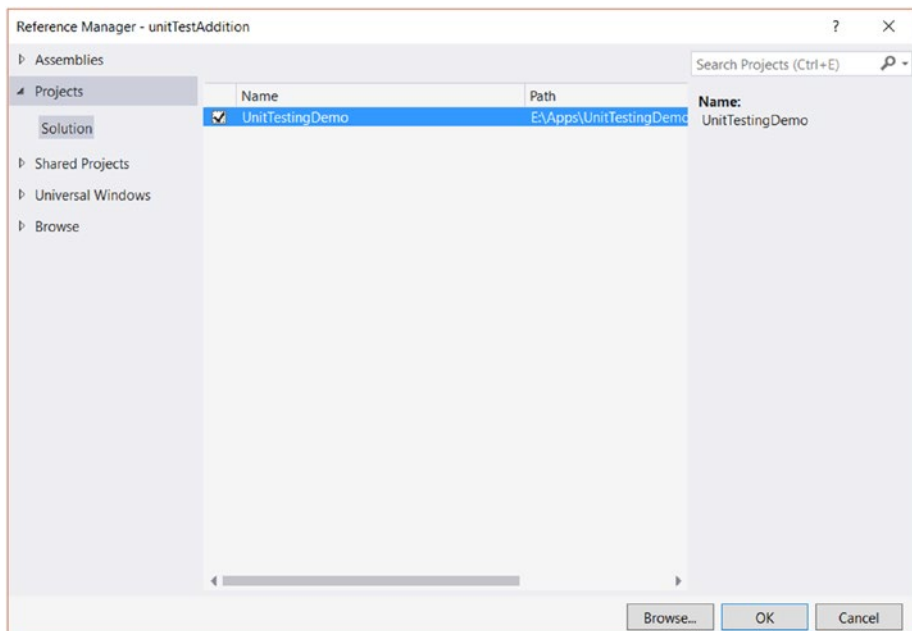 Reference Manager - unitTestAddition
Assemblies
Projects
Solution
Shared Projects
Universal Windows
Browse
Name Path
UnitTestingDemo E:\Apps\UnitTestingDemo
Search Projects (Ctrl+E)
Name:
UnitTestingDemo
Browse... OK Cancel